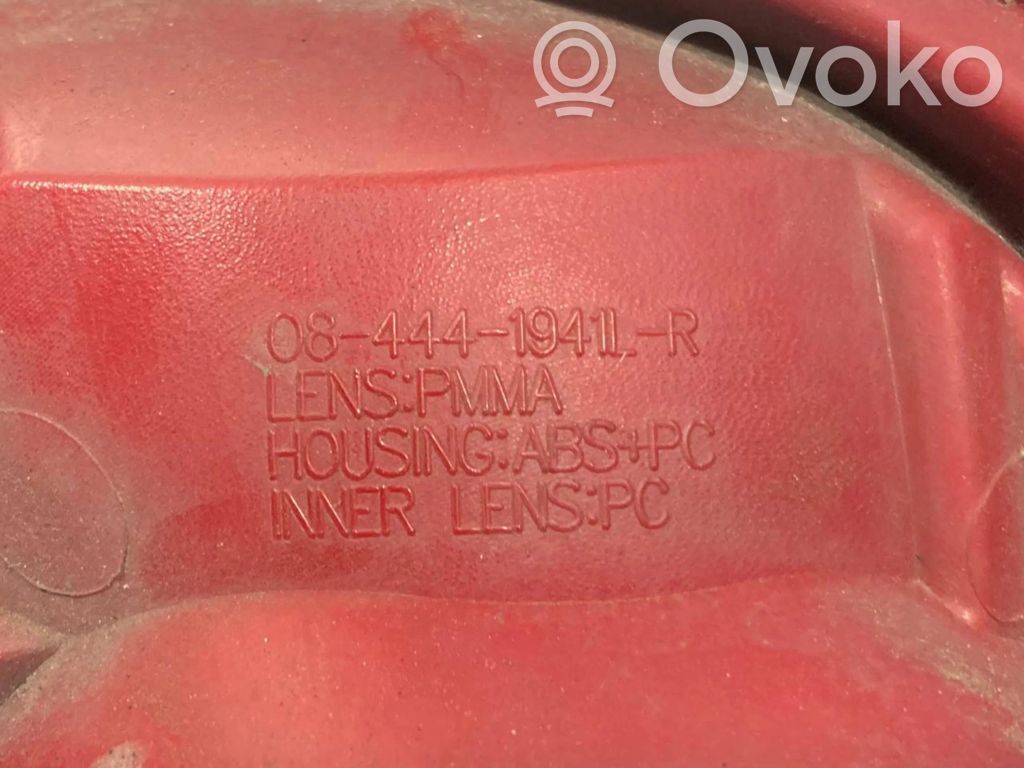 Ovoko
08-444-1941L-R
LENS:PMMA
HOUSING:ABS+PC
INNER LENS:PC